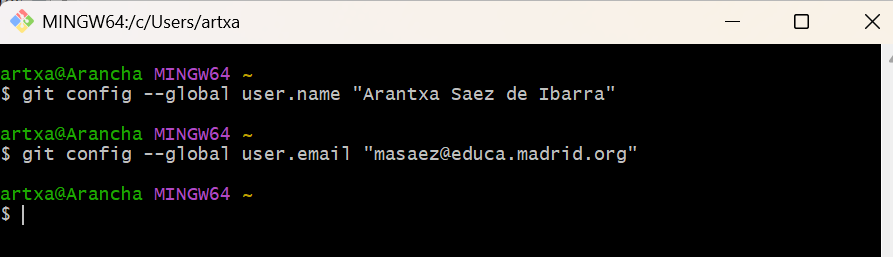 MINGW64:/c/Users/artxa
artxa@Arancha MINGW64 ~
$ git config --global user.name "Arantxa Saez de Ibarra"
artxa@Arancha MINGW64 ~
$ git config --global user.email "masaez@educa.madrid.org"
artxa@Arancha MINGW64 ~
$